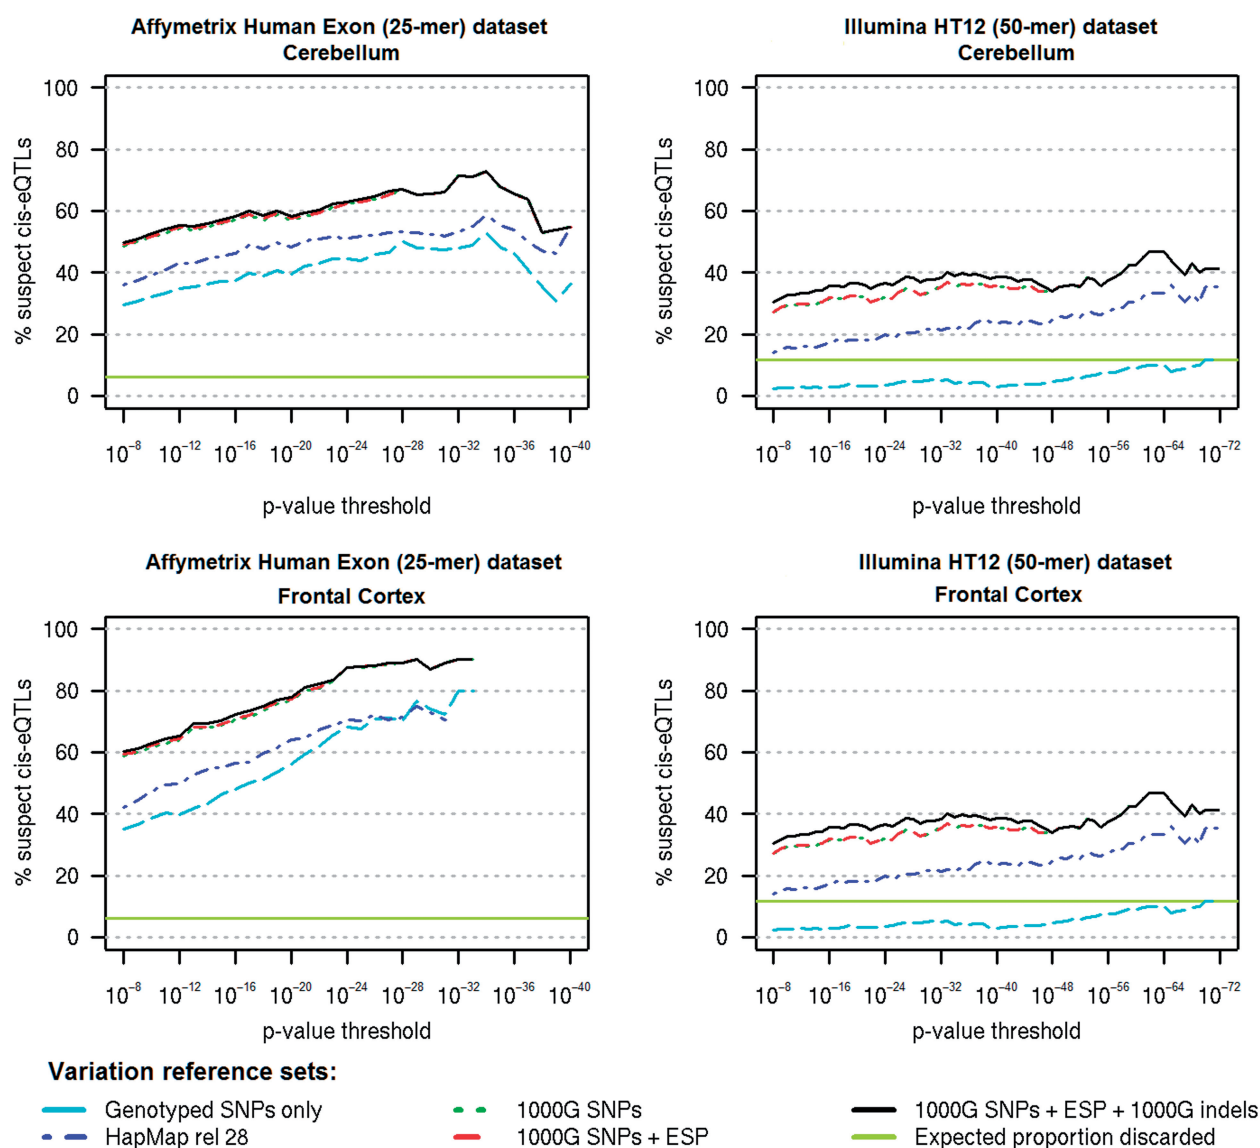 Affymetrix Human Exon (25-mer) dataset
Cerebellum
% suspect cis-eQTLs
100
80
60
40
20
0
10⁻⁸ 10⁻¹² 10⁻¹⁶ 10⁻²⁰ 10⁻²⁴ 10⁻²⁸ 10⁻³² 10⁻³⁶ 10⁻⁴⁰
p-value threshold
Illumina HT12 (50-mer) dataset
Cerebellum
% suspect cis-eQTLs
100
80
60
40
20
0
10⁻⁸ 10⁻¹⁶ 10⁻²⁴ 10⁻³² 10⁻⁴⁰ 10⁻⁴⁸ 10⁻⁵⁶ 10⁻⁶⁴ 10⁻⁷²
p-value threshold
Affymetrix Human Exon (25-mer) dataset
Frontal Cortex
% suspect cis-eQTLs
100
80
60
40
20
0
10⁻⁸ 10⁻¹² 10⁻¹⁶ 10⁻²⁰ 10⁻²⁴ 10⁻²⁸ 10⁻³² 10⁻³⁶ 10⁻⁴⁰
p-value threshold
Illumina HT12 (50-mer) dataset
Frontal Cortex
% suspect cis-eQTLs
100
80
60
40
20
0
10⁻⁸ 10⁻¹⁶ 10⁻²⁴ 10⁻³² 10⁻⁴⁰ 10⁻⁴⁸ 10⁻⁵⁶ 10⁻⁶⁴ 10⁻⁷²
p-value threshold
Variation reference sets:
Genotyped SNPs only
HapMap rel 28
1000G SNPs
1000G SNPs + ESP
1000G SNPs + ESP + 1000G indels
Expected proportion discarded